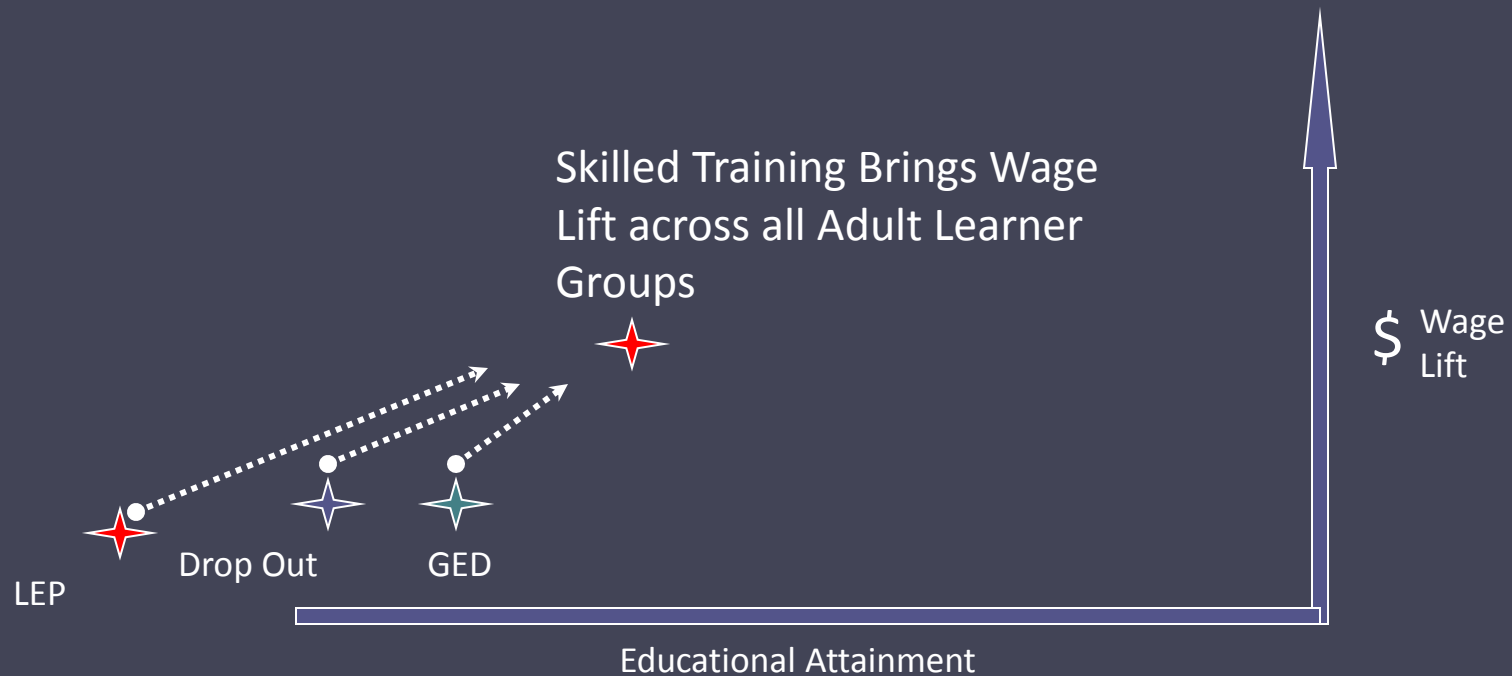 Skilled Training Brings Wage
Lift across all Adult Learner
Groups
$ Wage
Lift
Drop Out
GED
LEP
Educational Attainment